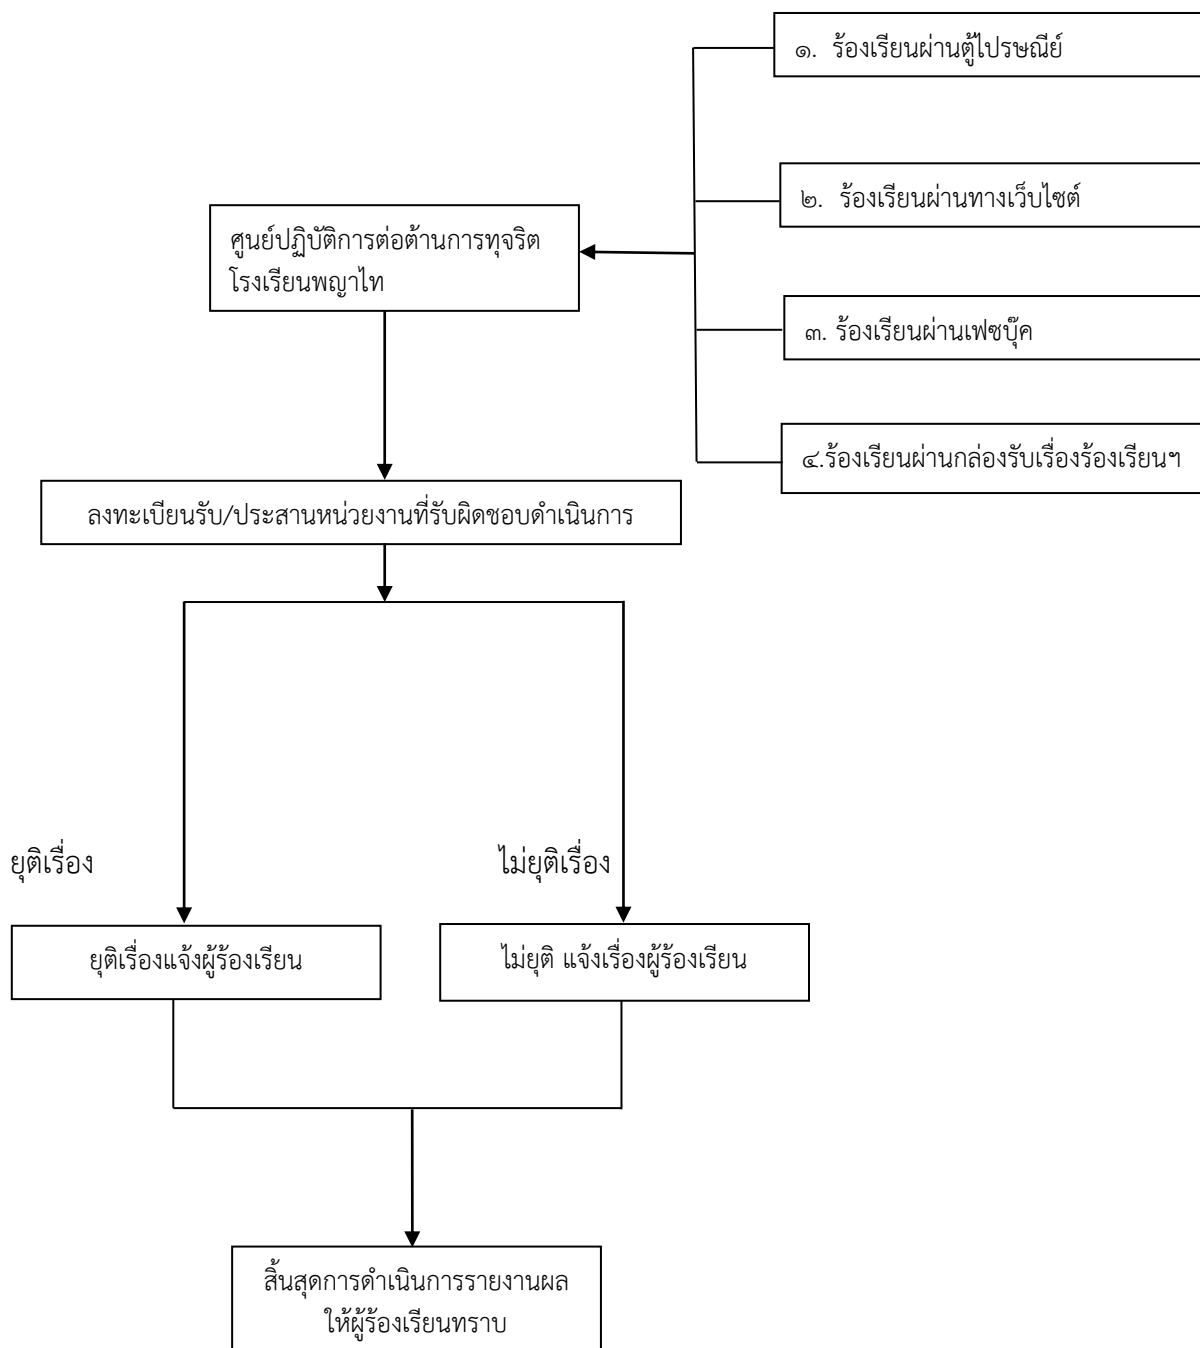 ๑. ร้องเรียนผ่านตู้ไปรษณีย์
๒. ร้องเรียนผ่านทางเว็บไซต์
ศูนย์ปฏิบัติการต่อต้านการทุจริต
โรงเรียนพญาไท
๓. ร้องเรียนผ่านเฟซบุ๊ค
๔.ร้องเรียนผ่านกล่องรับเรื่องร้องเรียนฯ
ลงทะเบียนรับ/ประสานหน่วยงานที่รับผิดชอบดำเนินการ
ยุติเรื่อง
ไม่ยุติเรื่อง
ยุติเรื่องแจ้งผู้ร้องเรียน
ไม่ยุติ แจ้งเรื่องผู้ร้องเรียน
สิ้นสุดการดำเนินการรายงานผล
ให้ผู้ร้องเรียนทราบ